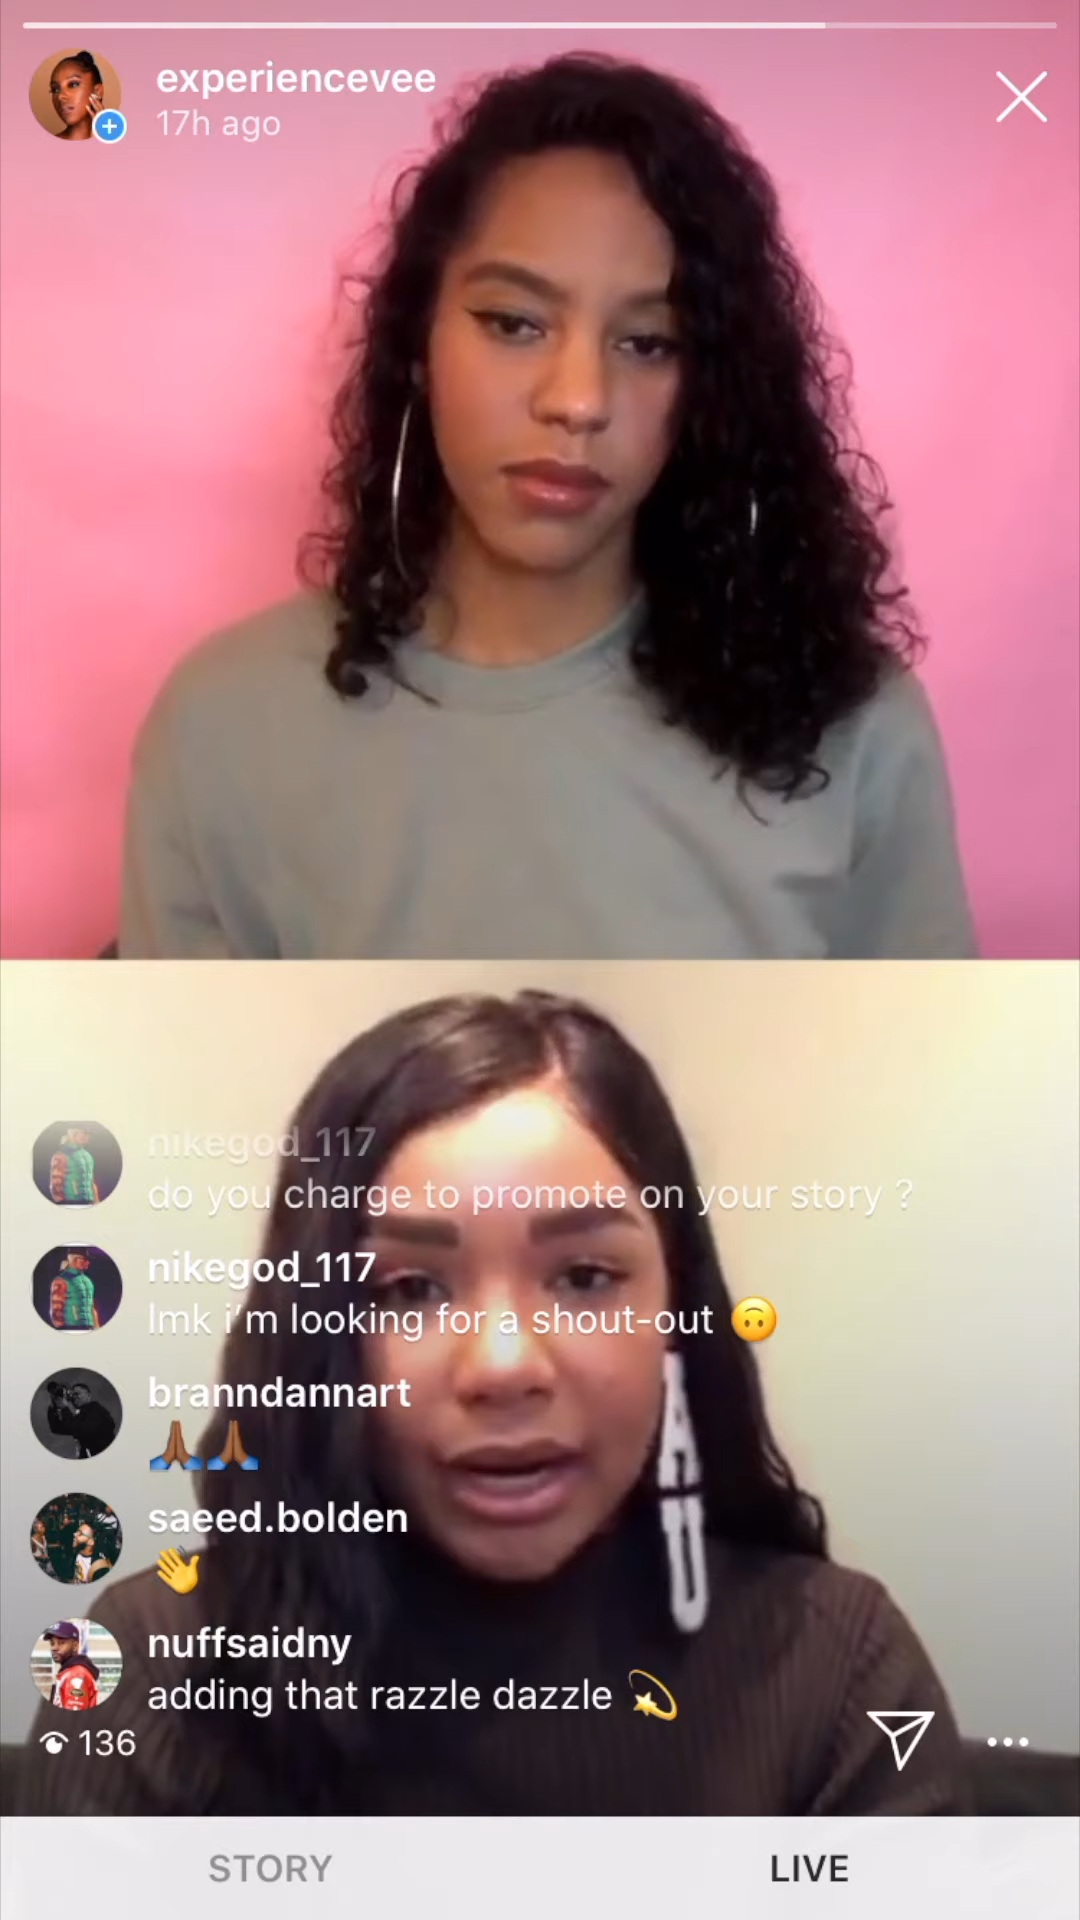 experiencevee
17h ago
nikegod_117
do you charge to promote on your story ?
nikegod_117
lmk i'm looking for a shout-out 🙃
branndannart
🙏🏾🙏🏾
saeed.bolden
👋
nuffsaidny
adding that razzle dazzle 💫
136
STORY
LIVE